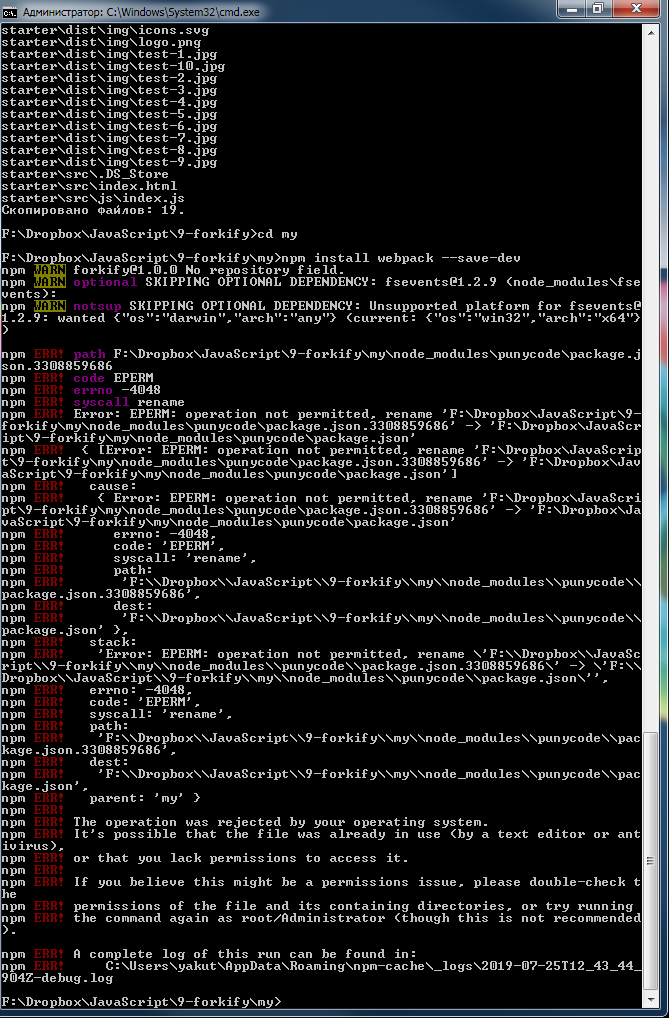 Администратор: C:\Windows\System32\cmd.exe
starter\dist\img\icons.svg
starter\dist\img\logo.png
starter\dist\img\test-1.jpg
starter\dist\img\test-10.jpg
starter\dist\img\test-2.jpg
starter\dist\img\test-3.jpg
starter\dist\img\test-4.jpg
starter\dist\img\test-5.jpg
starter\dist\img\test-6.jpg
starter\dist\img\test-7.jpg
starter\dist\img\test-8.jpg
starter\dist\img\test-9.jpg
starter\src\.DS_Store
starter\src\index.html
starter\src\js\index.js
Скопировано файлов: 19.
F:\Dropbox\JavaScript\9-forkify>cd my
F:\Dropbox\JavaScript\9-forkify\my>npm install webpack --save-dev
npm WARN forkify@1.0.0 No repository field.
npm WARN optional SKIPPING OPTIONAL DEPENDENCY: fsevents@1.2.9 (node_modules\fse
vents):
npm WARN notsup SKIPPING OPTIONAL DEPENDENCY: Unsupported platform for fsevents@
1.2.9: wanted {"os":"darwin","arch":"any"} (current: {"os":"win32","arch":"x64"}
)
npm ERR! path F:\Dropbox\JavaScript\9-forkify\my\node_modules\punycode\package.j
son.3308859686
npm ERR! code EPERM
npm ERR! errno -4048
npm ERR! syscall rename
npm ERR! Error: EPERM: operation not permitted, rename 'F:\Dropbox\JavaScript\9-
forkify\my\node_modules\punycode\package.json.3308859686' -> 'F:\Dropbox\JavaScr
ipt\9-forkify\my\node_modules\punycode\package.json'
npm ERR!  { [Error: EPERM: operation not permitted, rename 'F:\Dropbox\JavaScrip
t\9-forkify\my\node_modules\punycode\package.json.3308859686' -> 'F:\Dropbox\Jav
aScript\9-forkify\my\node_modules\punycode\package.json']
npm ERR!   cause:
npm ERR!    { Error: EPERM: operation not permitted, rename 'F:\Dropbox\JavaScri
pt\9-forkify\my\node_modules\punycode\package.json.3308859686' -> 'F:\Dropbox\Ja
vaScript\9-forkify\my\node_modules\punycode\package.json'
npm ERR!      errno: -4048,
npm ERR!      code: 'EPERM',
npm ERR!      syscall: 'rename',
npm ERR!      path:
npm ERR!       'F:\\Dropbox\\JavaScript\\9-forkify\\my\\node_modules\\punycode\\
package.json.3308859686',
npm ERR!      dest:
npm ERR!       'F:\\Dropbox\\JavaScript\\9-forkify\\my\\node_modules\\punycode\\
package.json' },
npm ERR!   stack:
npm ERR!    'Error: EPERM: operation not permitted, rename \'F:\\Dropbox\\JavaSc
ript\\9-forkify\\my\\node_modules\\punycode\\package.json.3308859686\' -> \'F:\\
Dropbox\\JavaScript\\9-forkify\\my\\node_modules\\punycode\\package.json\'',
npm ERR!   errno: -4048,
npm ERR!   code: 'EPERM',
npm ERR!   syscall: 'rename',
npm ERR!   path:
npm ERR!    'F:\\Dropbox\\JavaScript\\9-forkify\\my\\node_modules\\punycode\\pac
kage.json.3308859686',
npm ERR!   dest:
npm ERR!    'F:\\Dropbox\\JavaScript\\9-forkify\\my\\node_modules\\punycode\\pac
kage.json',
npm ERR!   parent: 'my' }
npm ERR!
npm ERR! The operation was rejected by your operating system.
npm ERR! It's possible that the file was already in use (by a text editor or ant
ivirus),
npm ERR! or that you lack permissions to access it.
npm ERR!
npm ERR! If you believe this might be a permissions issue, please double-check t
he
npm ERR! permissions of the file and its containing directories, or try running
npm ERR! the command again as root/Administrator (though this is not recommended
).
npm ERR! A complete log of this run can be found in:
npm ERR!     C:\Users\yakut\AppData\Roaming\npm-cache\_logs\2019-07-25T12_43_44_
904Z-debug.log
F:\Dropbox\JavaScript\9-forkify\my>